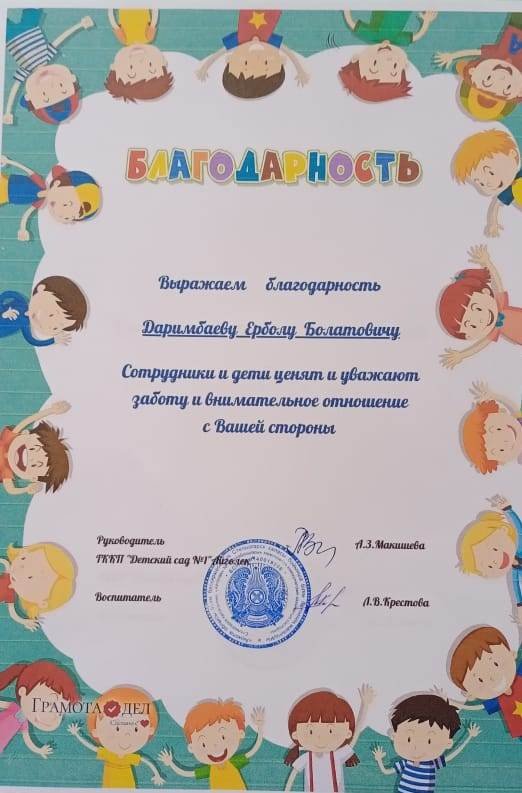 БЛАГОДАРНОСТЬ
Выражаем благодарность
Даримбаеву Ерболу Болатовичу
Сотрудники и дети ценят и уважают
заботу и внимательное отношение
с Вашей стороны
Руководитель
А.З.Макишева
ГККП "Детский сад №1" Айголек
Воспитатель
Л.В.Крестова
ГРАМОТА ДЕЛ